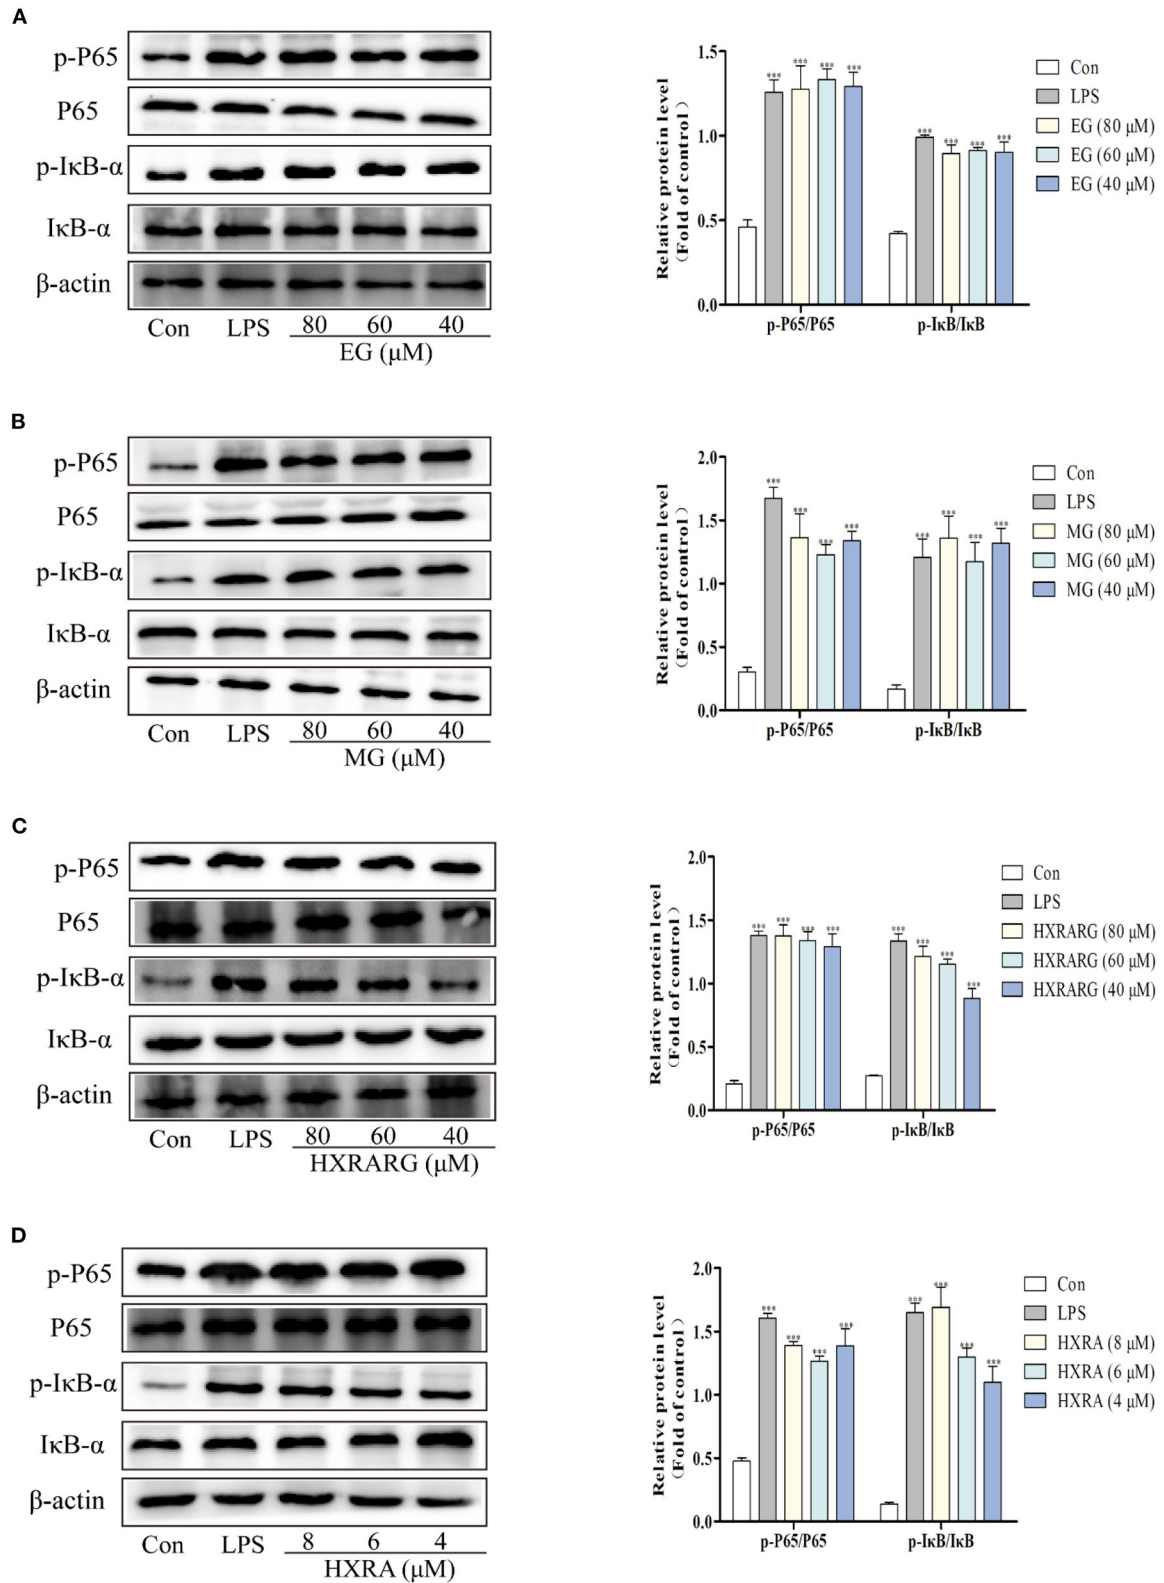 A
p-P65
P65
p-IκB-α
IκB-α
β-actin
Con LPS 80 60 40
EG (μM)
Relative protein level
(Fold of control)
1.5
1.0
0.5
0.0
*** *** *** *** *** *** *** ***
p-P65/P65 p-IκB/IκB
Con
LPS
EG (80 μM)
EG (60 μM)
EG (40 μM)
B
p-P65
P65
p-IκB-α
IκB-α
β-actin
Con LPS 80 60 40
MG (μM)
Relative protein level
(Fold of control)
2.0
1.5
1.0
0.5
0.0
*** *** *** *** *** *** *** ***
p-P65/P65 p-IκB/IκB
Con
LPS
MG (80 μM)
MG (60 μM)
MG (40 μM)
C
p-P65
P65
p-IκB-α
IκB-α
β-actin
Con LPS 80 60 40
HXRARG (μM)
Relative protein level
(Fold of control)
2.0
1.5
1.0
0.5
0.0
*** *** *** *** *** *** *** ***
p-P65/P65 p-IκB/IκB
Con
LPS
HXRARG (80 μM)
HXRARG (60 μM)
HXRARG (40 μM)
D
p-P65
P65
p-IκB-α
IκB-α
β-actin
Con LPS 8 6 4
HXRA (μM)
Relative protein level
(Fold of control)
2.0
1.5
1.0
0.5
0.0
*** *** *** *** *** *** *** ***
p-P65/P65 p-IκB/IκB
Con
LPS
HXRA (8 μM)
HXRA (6 μM)
HXRA (4 μM)